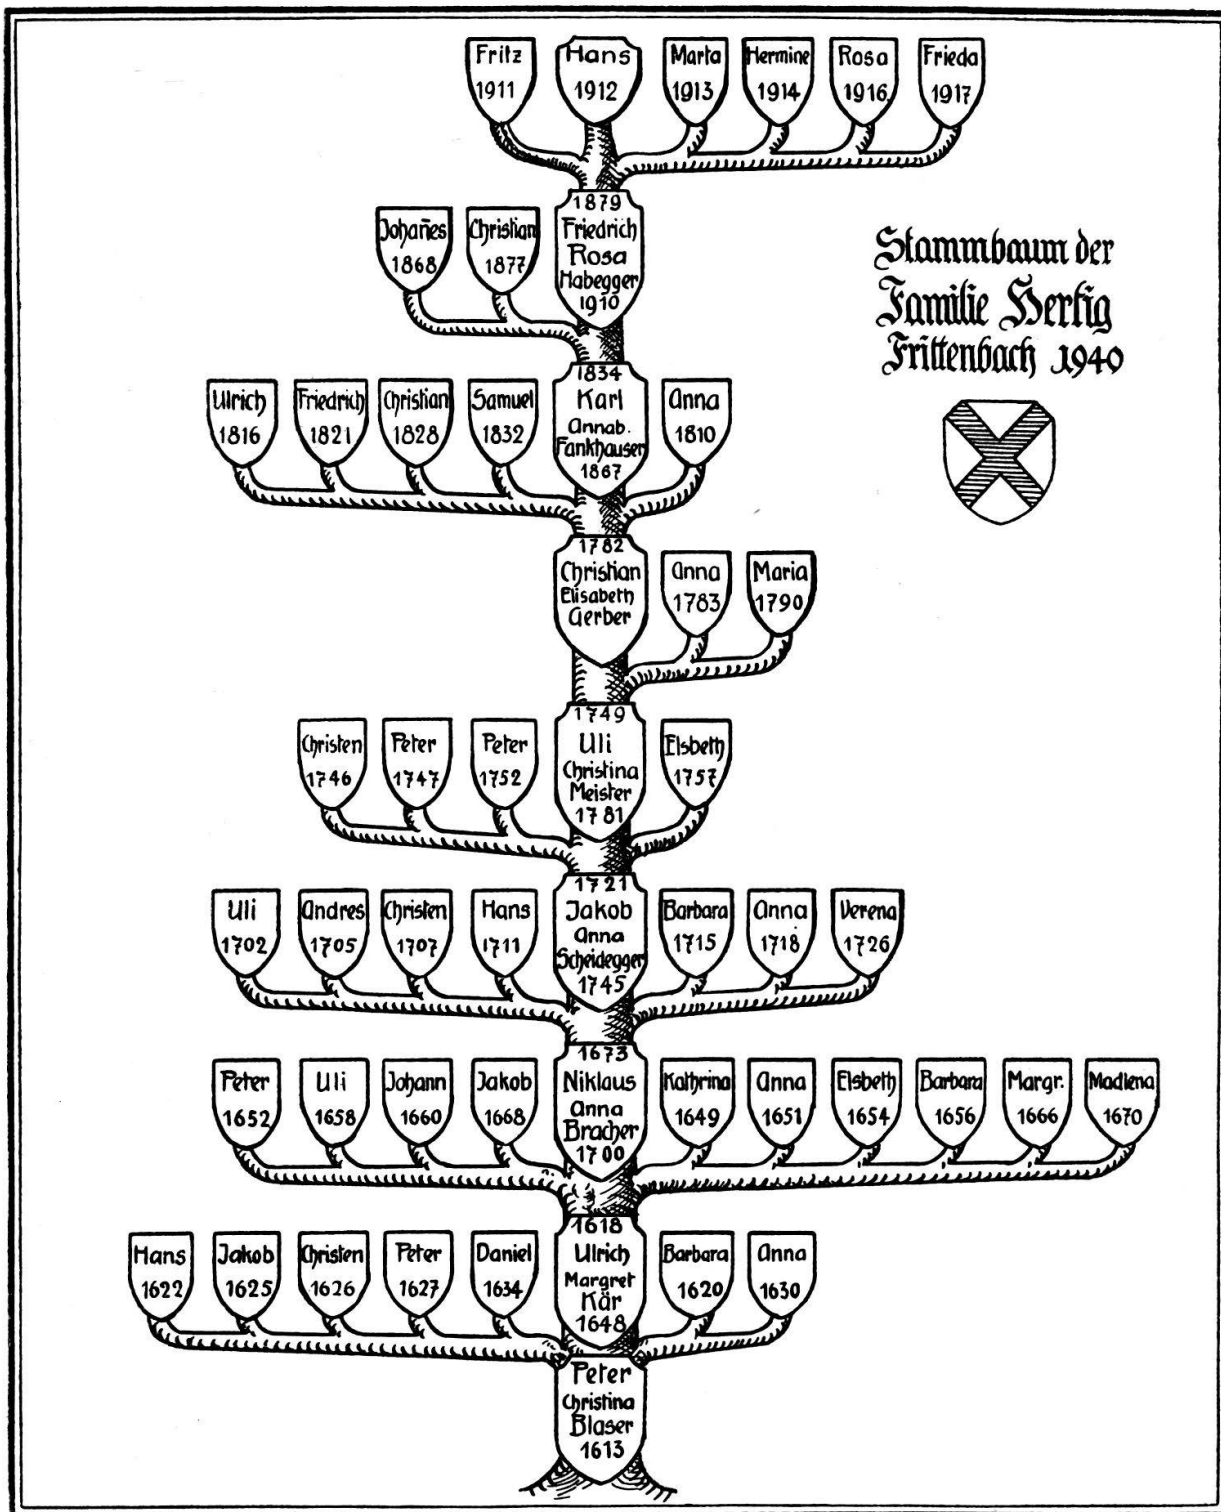 Fritz
1911
Hans
1912
Marta
1913
Hermine
1914
Rosa
1916
Frieda
1917
Johan̄es
1868
Christian
1877
1879
Friedrich
Rosa
Habegger
1910
Stammbaum der
Familie Hertig
Frittenbach 1940
Ulrich
1816
Friedrich
1821
Christian
1828
Samuel
1832
1834
Karl
Annab.
Fankhauser
1867
Anna
1810
1782
Christian
Elisabeth
Gerber
Anna
1783
Maria
1790
Christen
1746
Peter
1747
Peter
1752
1749
Uli
Christina
Meister
1781
Elsbeth
1757
Uli
1702
Andres
1705
Christen
1707
Hans
1711
1721
Jakob
Anna
Scheidegger
1745
Barbara
1715
Anna
1718
Verena
1726
Peter
1652
Uli
1658
Johann
1660
Jakob
1668
1673
Niklaus
Anna
Bracher
1700
Kathrina
1649
Anna
1651
Elsbeth
1654
Barbara
1656
Margr.
1666
Madlena
1670
Hans
1622
Jakob
1625
Christen
1626
Peter
1627
Daniel
1634
1618
Ulrich
Margret
Kär
1648
Barbara
1620
Anna
1630
Peter
Christina
Blaser
1613